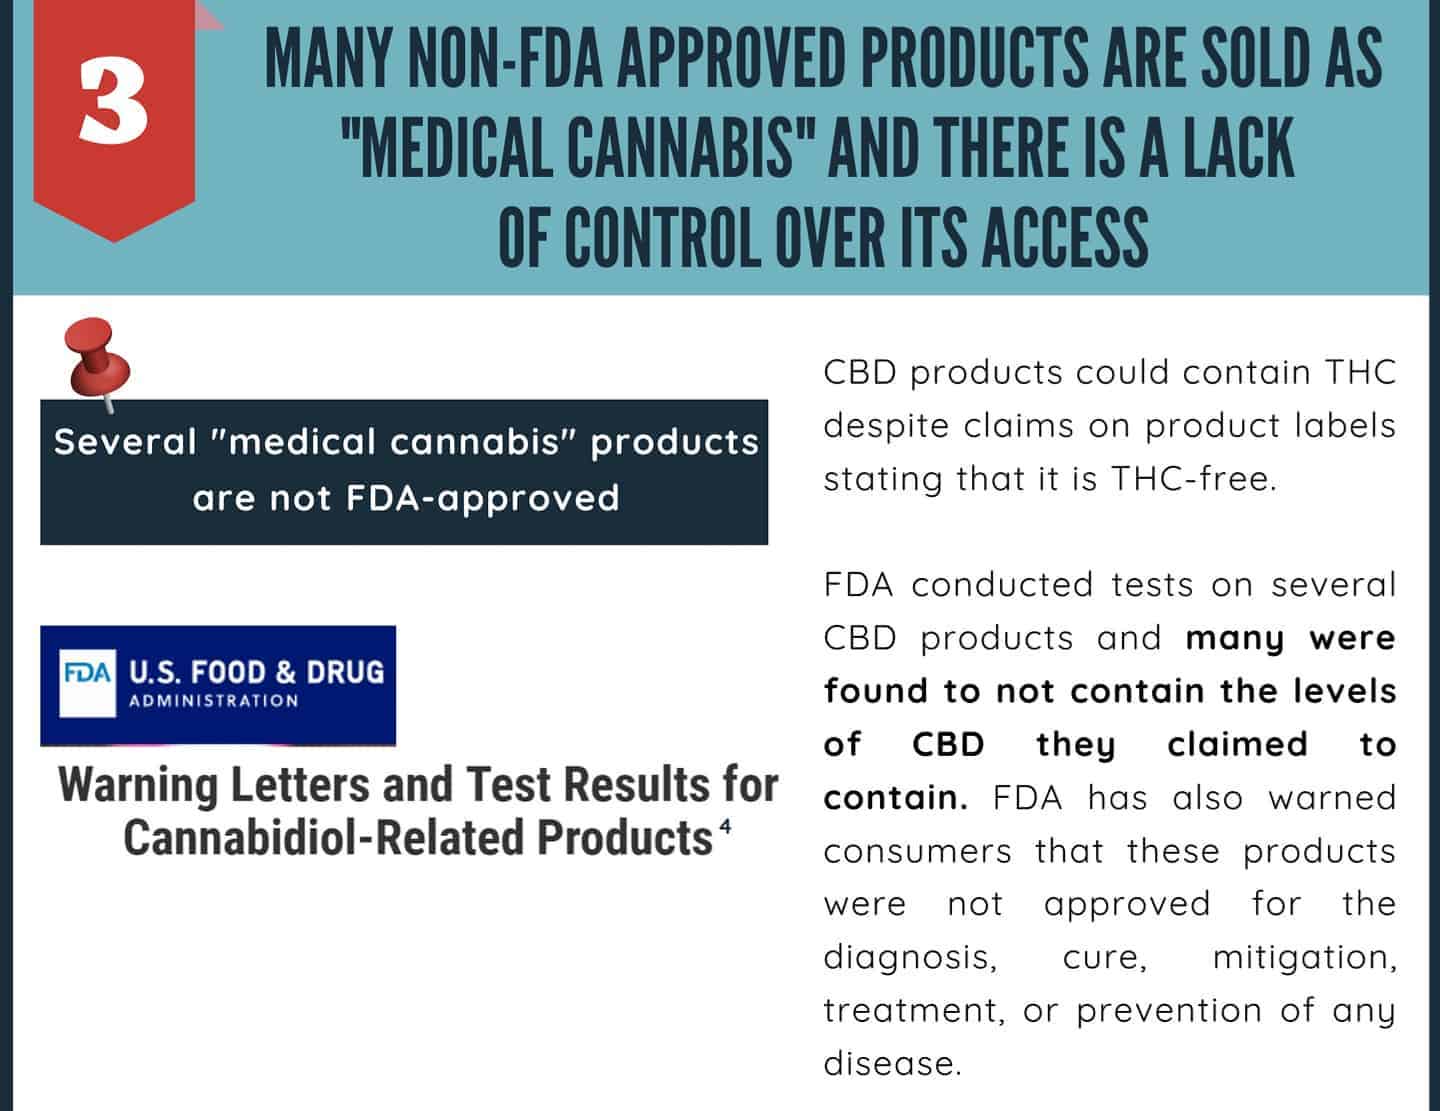 3
MANY NON-FDA APPROVED PRODUCTS ARE SOLD AS
"MEDICAL CANNABIS" AND THERE IS A LACK
OF CONTROL OVER ITS ACCESS
Several "medical cannabis" products
are not FDA-approved
FDA U.S. FOOD & DRUG
ADMINISTRATION
Warning Letters and Test Results for
Cannabidiol-Related Products 4
CBD products could contain THC
despite claims on product labels
stating that it is THC-free.
FDA conducted tests on several
CBD products and many were
found to not contain the levels
of CBD they claimed to
contain. FDA has also warned
consumers that these products
were not approved for the
diagnosis, cure, mitigation,
treatment, or prevention of any
disease.